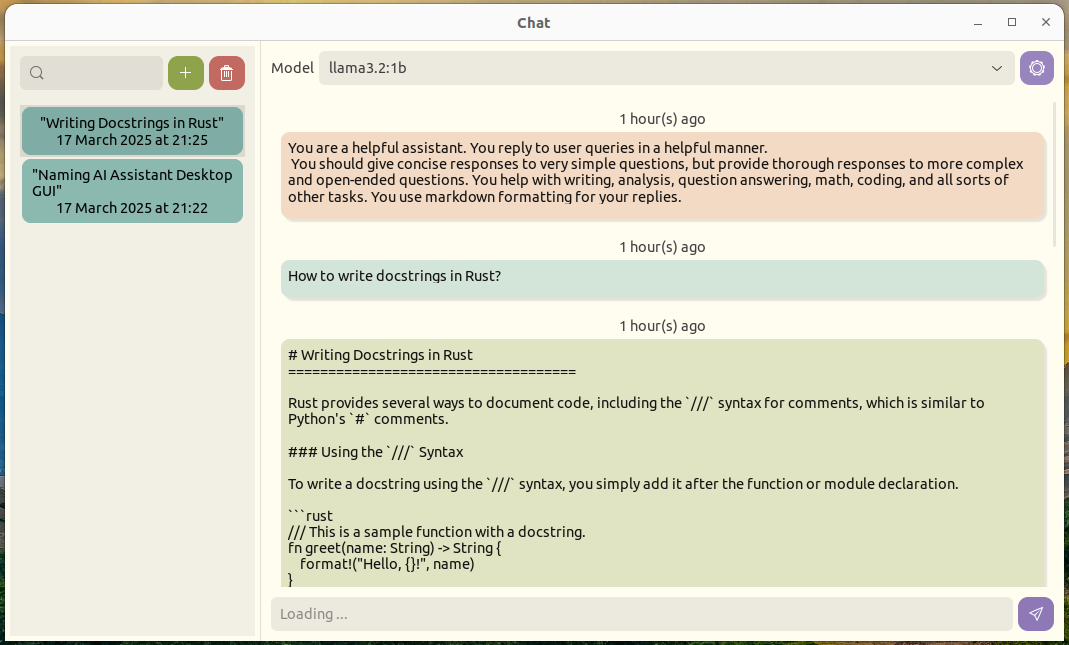 Chat
"Writing Docstrings in Rust"
17 March 2025 at 21:25
"Naming AI Assistant Desktop
GUI"
17 March 2025 at 21:22
Model
llama3.2:1b
1 hour(s) ago
You are a helpful assistant. You reply to user queries in a helpful manner.
You should give concise responses to very simple questions, but provide thorough responses to more complex
and open-ended questions. You help with writing, analysis, question answering, math, coding, and all sorts of
other tasks. You use markdown formatting for your replies.
1 hour(s) ago
How to write docstrings in Rust?
1 hour(s) ago
# Writing Docstrings in Rust
====================================
Rust provides several ways to document code, including the `///` syntax for comments, which is similar to
Python's `#` comments.
### Using the `///` Syntax
To write a docstring using the `///` syntax, you simply add it after the function or module declaration.
```rust
/// This is a sample function with a docstring.
fn greet(name: String) -> String {
    format!("Hello, {}!", name)
}
Loading ...